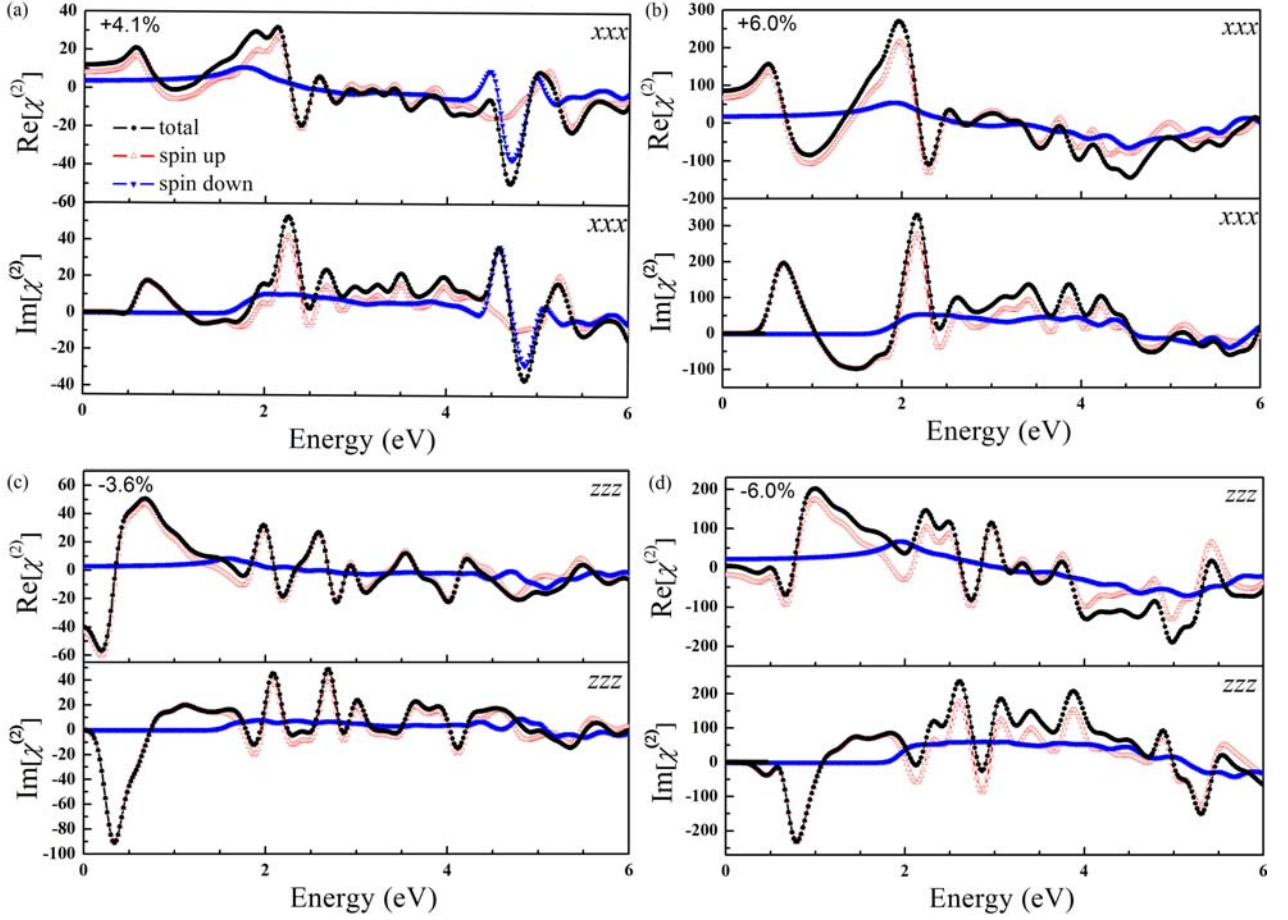 (a)
+4.1%
xxx
Re[χ⁽²⁾]
40
20
0
-20
-40
60
total
spin up
spin down
xxx
Im[χ⁽²⁾]
40
20
0
-20
-40
0 2 4 6
Energy (eV)
(b)
+6.0%
xxx
Re[χ⁽²⁾]
300
200
100
0
-100
200
xxx
Im[χ⁽²⁾]
300
200
100
0
-100
0 2 4 6
Energy (eV)
(c)
-3.6%
zzz
Re[χ⁽²⁾]
60
40
20
0
-20
-40
-60
zzz
Im[χ⁽²⁾]
40
20
0
-20
-40
-60
-80
-100
0 2 4 6
Energy (eV)
(d)
-6.0%
zzz
Re[χ⁽²⁾]
200
100
0
-100
-200
zzz
Im[χ⁽²⁾]
200
100
0
-100
-200
0 2 4 6
Energy (eV)